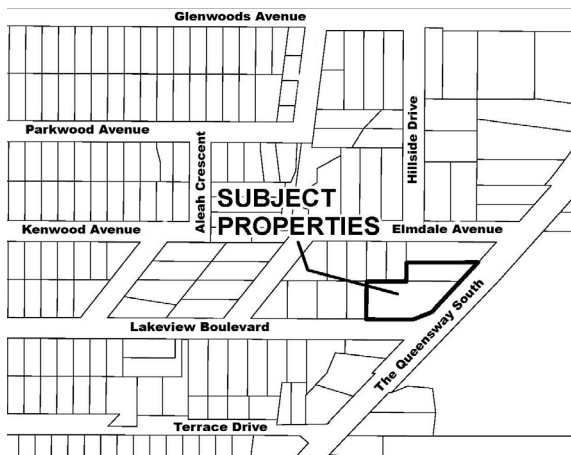 Glenwoods Avenue
Parkwood Avenue
Aleah Crescent
Hillside Drive
SUBJECT
PROPERTIES
Kenwood Avenue
Elmdale Avenue
Lakeview Boulevard
The Queensway South
Terrace Drive